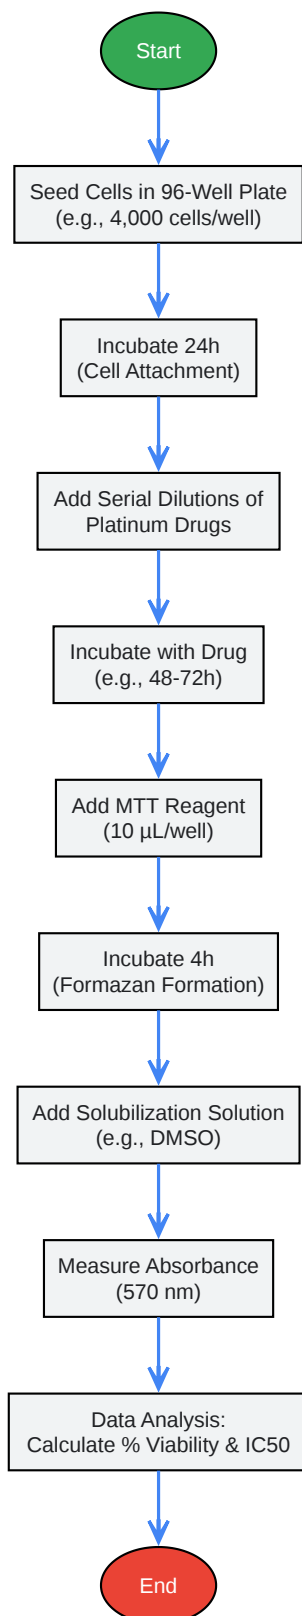 Start
Seed Cells in 96-Well Plate
(e.g., 4,000 cells/well)
Incubate 24h
(Cell Attachment)
Add Serial Dilutions of
Platinum Drugs
Incubate with Drug
(e.g., 48-72h)
Add MTT Reagent
(10 µL/well)
Incubate 4h
(Formazan Formation)
Add Solubilization Solution
(e.g., DMSO)
Measure Absorbance
(570 nm)
Data Analysis:
Calculate % Viability & IC50
End